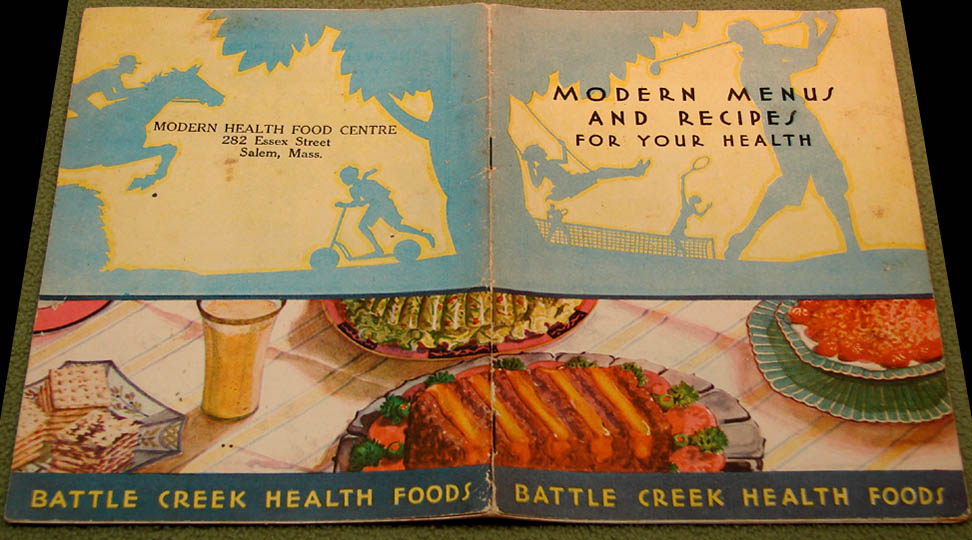 MODERN HEALTH FOOD CENTRE
282 Essex Street
Salem, Mass.
BATTLE CREEK HEALTH FOODS
MODERN MENUS
AND RECIPES
FOR YOUR HEALTH
BATTLE CREEK HEALTH FOODS